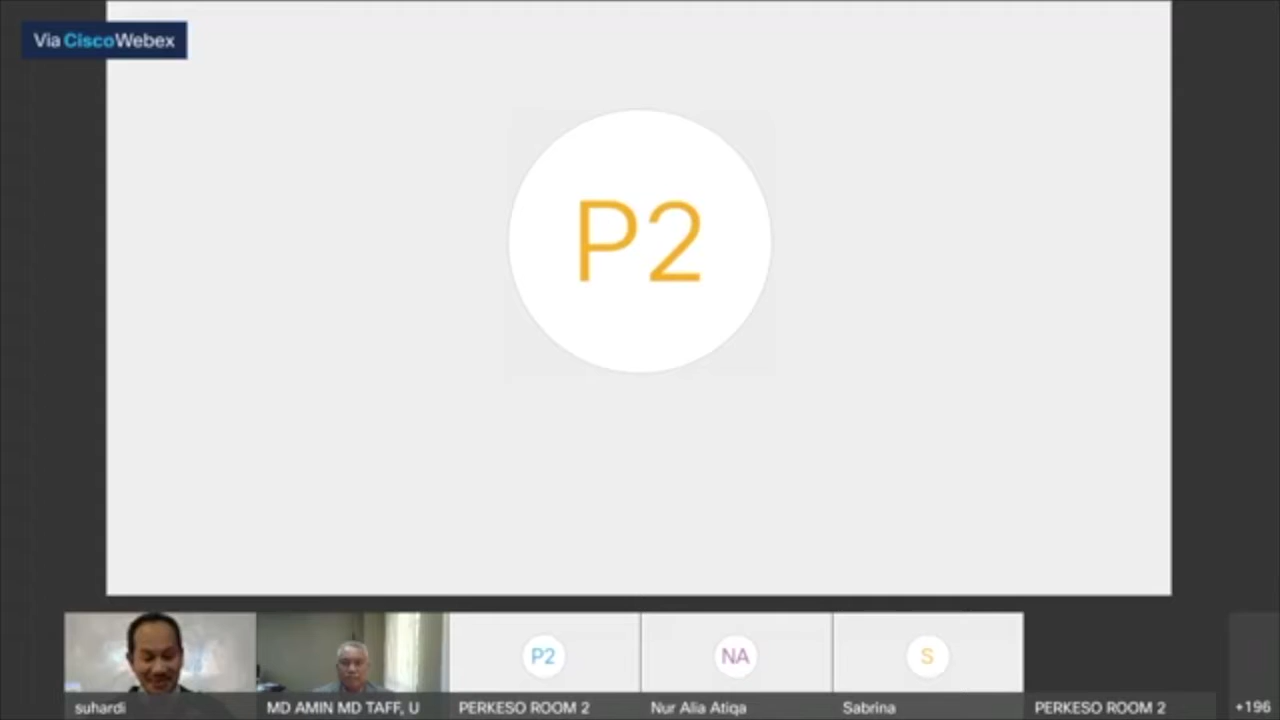 Via CiscoWebex
P2
P2
NA
S
suhardi
MD AMIN MD TAFF, U
PERKESO ROOM 2
Nur Alia Atiqa
Sabrina
PERKESO ROOM 2
+196